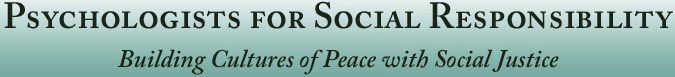 Psychologists for Social Responsibility
Building Cultures of Peace with Social Justice